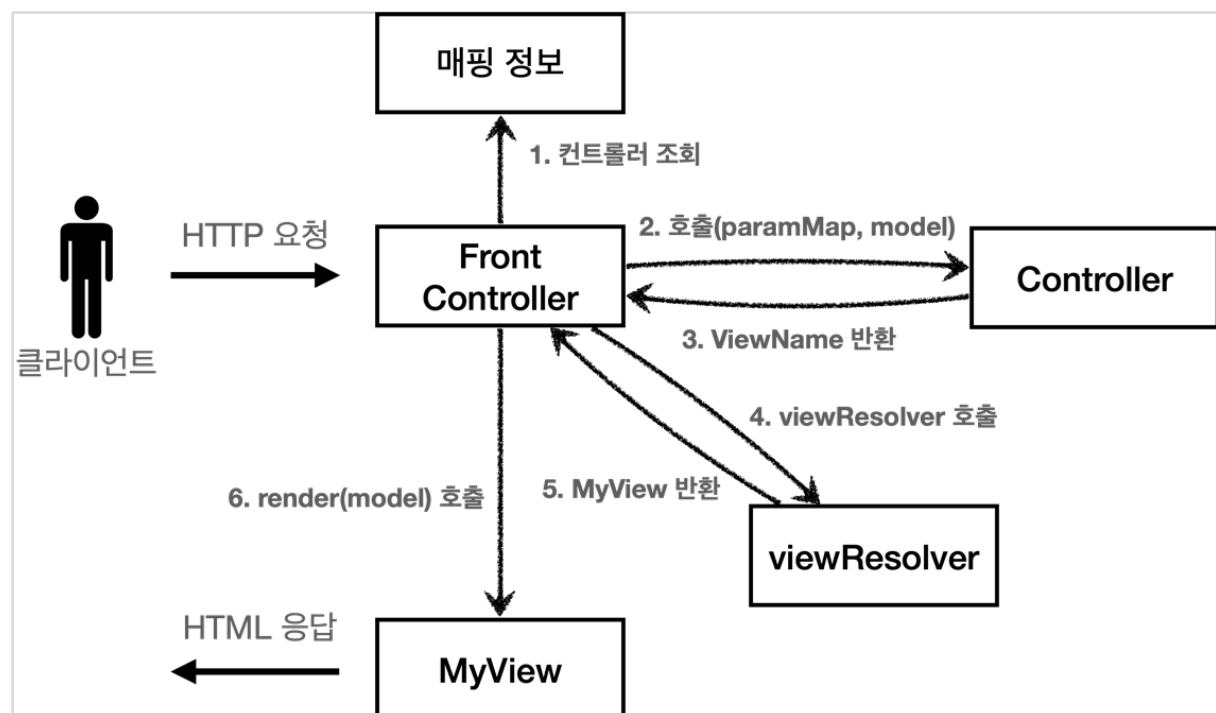 매핑 정보
1. 컨트롤러 조회
HTTP 요청
Front
Controller
2. 호출(paramMap, model)
Controller
3. ViewName 반환
클라이언트
4. viewResolver 호출
5. MyView 반환
6. render(model) 호출
viewResolver
HTML 응답
MyView